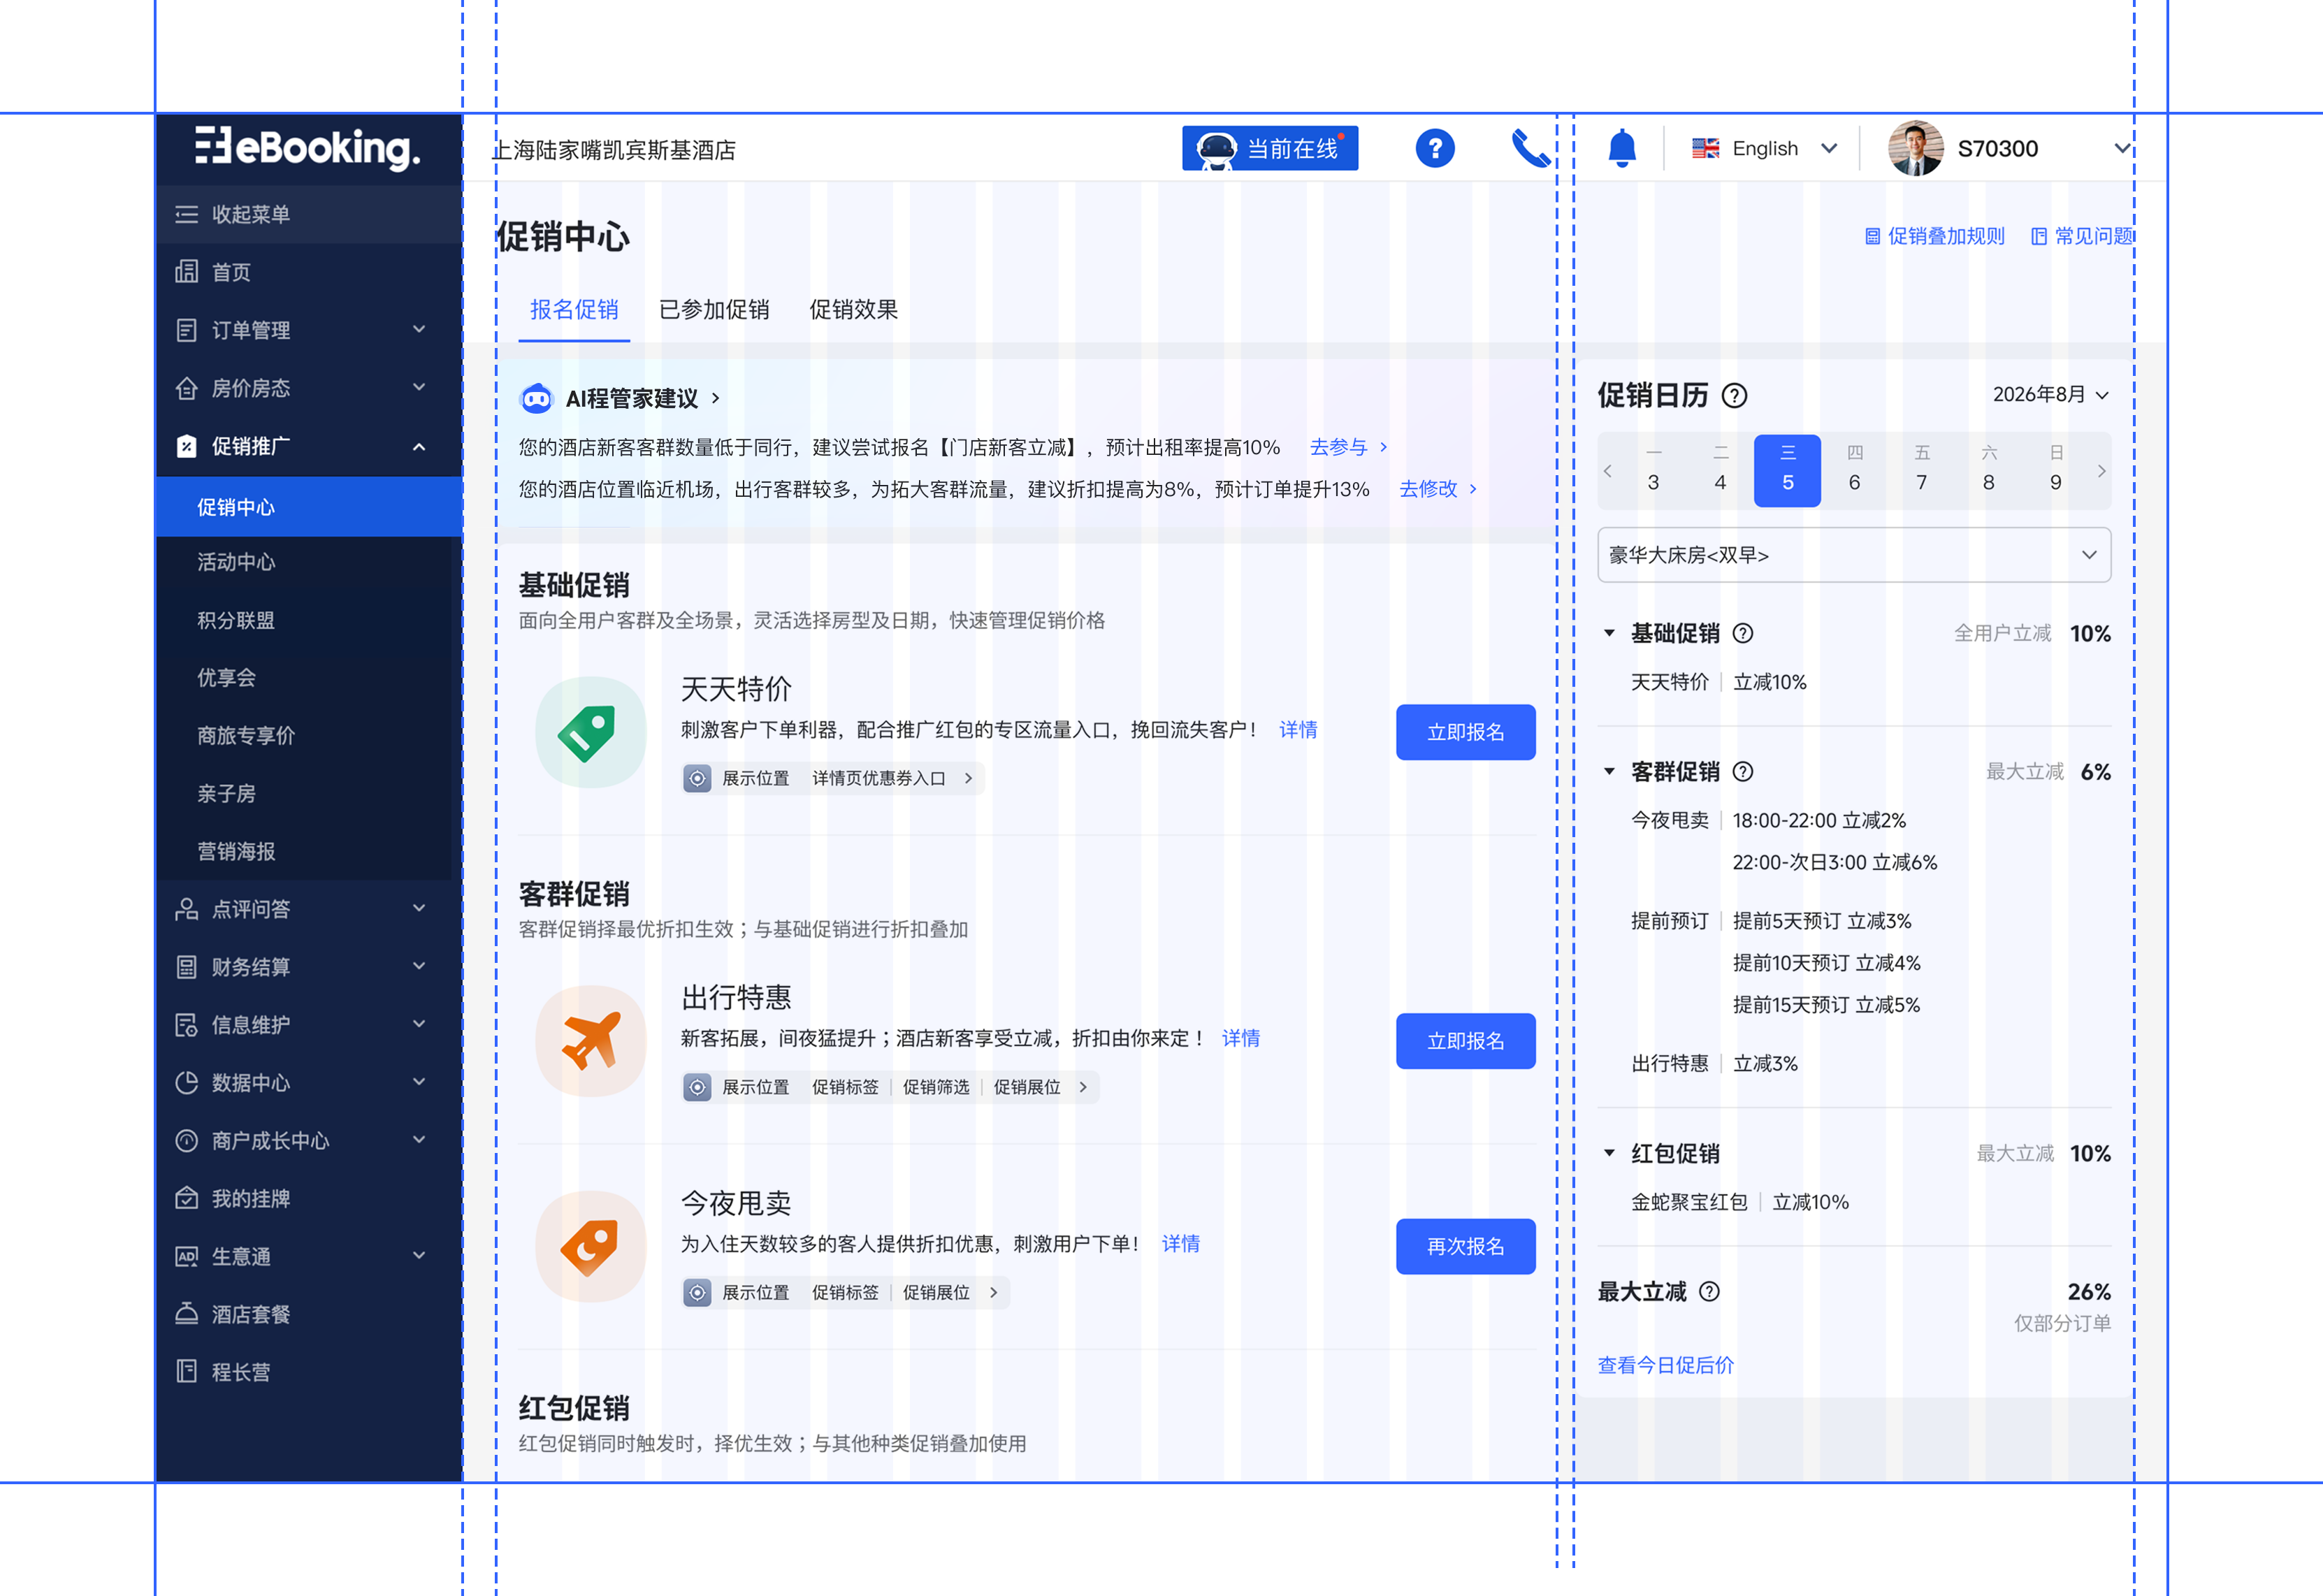 eBooking.
上海陆家嘴凯宾斯基酒店
当前在线
English
S70300
收起菜单
首页
订单管理
房价房态
促销推广
促销中心
活动中心
积分联盟
优享会
商旅专享价
亲子房
营销海报
点评问答
财务结算
信息维护
数据中心
商户成长中心
我的挂牌
AD 生意通
酒店套餐
程长营
促销中心
促销叠加规则 常见问题
报名促销 已参加促销 促销效果
AI程管家建议
您的酒店新客客群数量低于同行，建议尝试报名【门店新客立减】，预计出租率提高10% 去参与
您的酒店位置临近机场，出行客群较多，为拓大客群流量，建议折扣提高为8%，预计订单提升13% 去修改
基础促销
面向全用户客群及全场景，灵活选择房型及日期，快速管理促销价格
天天特价
刺激客户下单利器，配合推广红包的专区流量入口，挽回流失客户！ 详情
展示位置 详情页优惠券入口
立即报名
客群促销
客群促销择最优折扣生效；与基础促销进行折扣叠加
出行特惠
新客拓展，间夜猛提升；酒店新客享受立减，折扣由你来定！ 详情
展示位置 促销标签 促销筛选 促销展位
立即报名
今夜甩卖
为入住天数较多的客人提供折扣优惠，刺激用户下单！ 详情
展示位置 促销标签 促销展位
再次报名
红包促销
红包促销同时触发时，择优生效；与其他种类促销叠加使用
促销日历 ? 2026年8月
一 二 三 四 五 六 日
3 4 5 6 7 8 9
豪华大床房<双早>
基础促销 ? 全用户立减 10%
天天特价 立减10%
客群促销 ? 最大立减 6%
今夜甩卖 18:00-22:00 立减2%
22:00-次日3:00 立减6%
提前预订 提前5天预订 立减3%
提前10天预订 立减4%
提前15天预订 立减5%
出行特惠 立减3%
红包促销 最大立减 10%
金蛇聚宝红包 立减10%
最大立减 ? 26%
仅部分订单
查看今日促后价